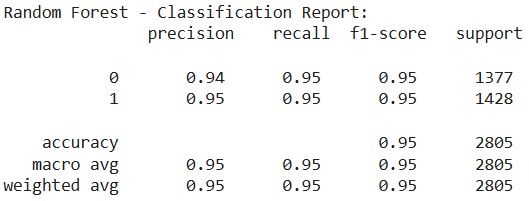 Random Forest - Classification Report:
precision recall f1-score support
0 0.94 0.95 0.95 1377
1 0.95 0.95 0.95 1428
accuracy 0.95 2805
macro avg 0.95 0.95 0.95 2805
weighted avg 0.95 0.95 0.95 2805